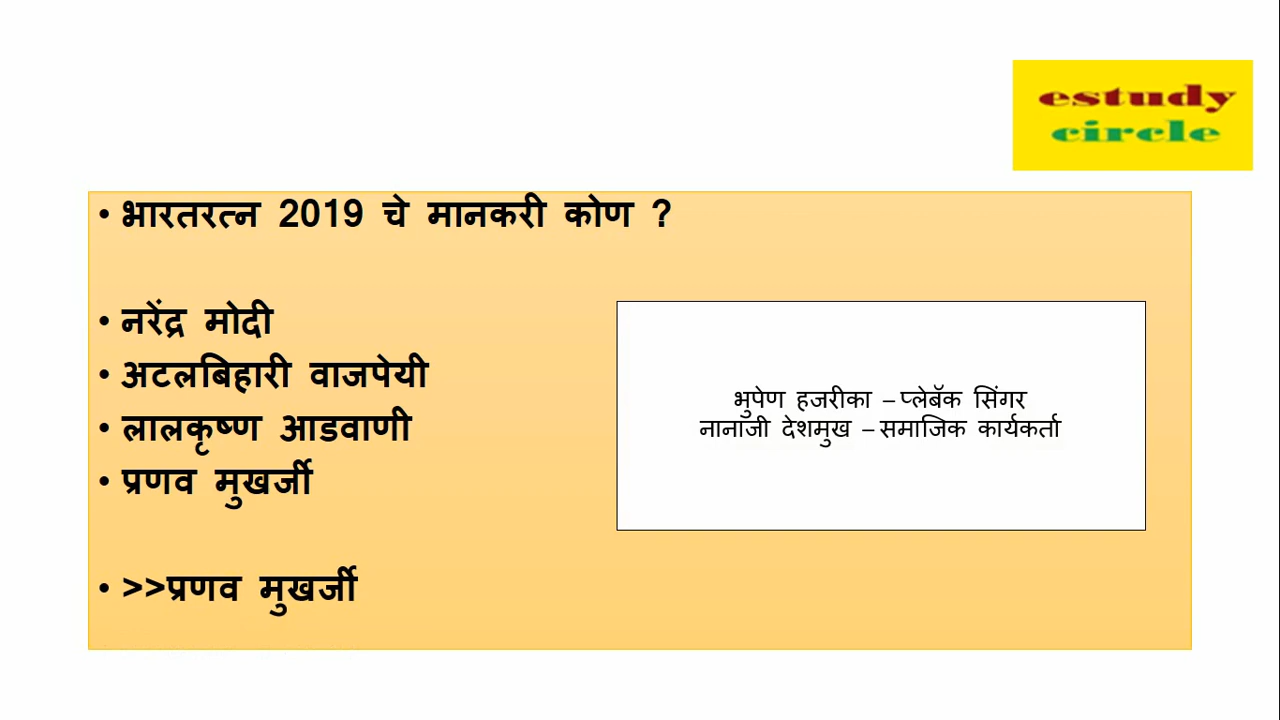 estudy
circle
• भारतरत्न 2019 चे मानकरी कोण ?
• नरेंद्र मोदी
• अटलबिहारी वाजपेयी
• लालकृष्ण आडवाणी
• प्रणव मुखर्जी
• >>प्रणव मुखर्जी
भुपेण हजरीका – प्लेबॅक सिंगर
नानाजी देशमुख – समाजिक कार्यकर्ता